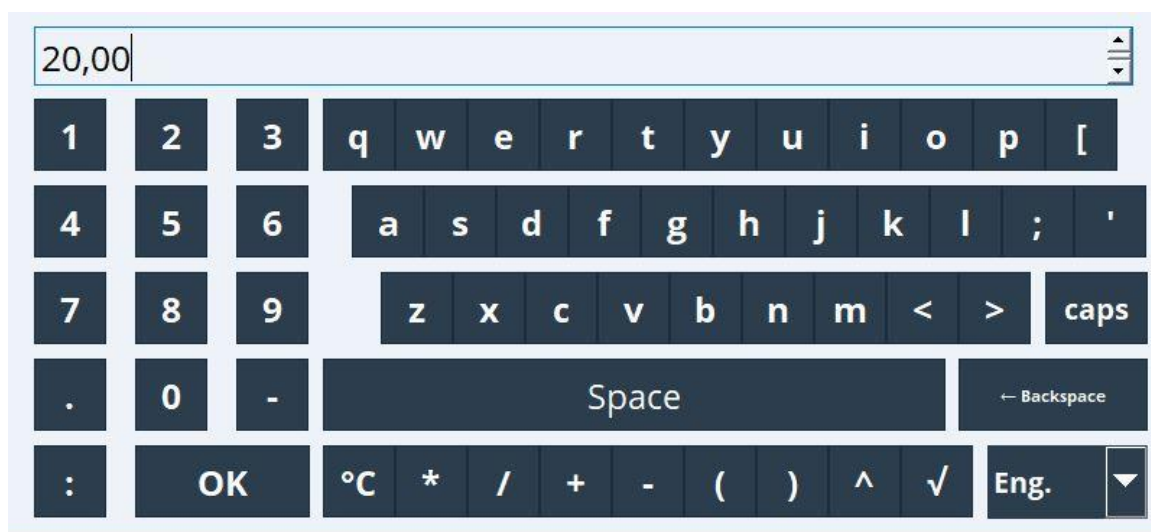 20,00
1 2 3 q w e r t y u i o p [
4 5 6 a s d f g h j k l ; '
7 8 9 z x c v b n m < > caps
. 0 - Space ← Backspace
: OK °C * / + - ( ) ^ √ Eng.